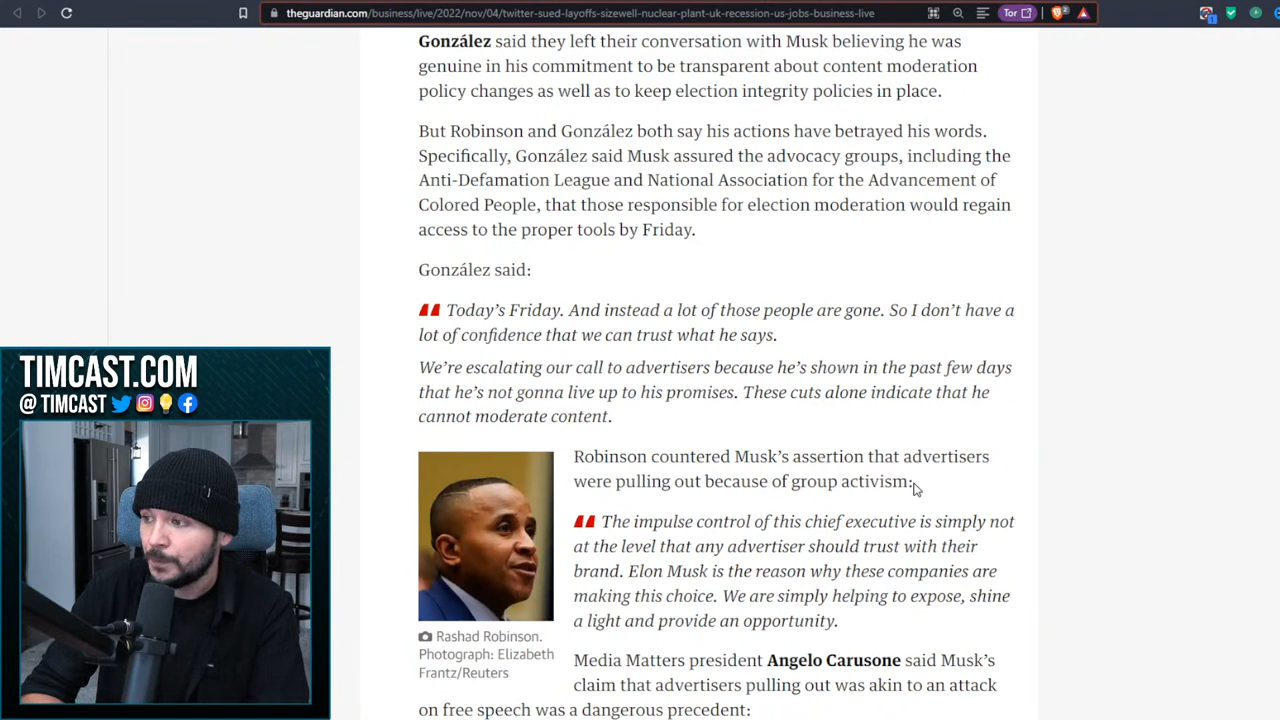 theguardian.com/business/live/2022/nov/04/twitter-sued-layoffs-sizewell-nuclear-plant-uk-recession-us-jobs-business-live
Tor
2
González said they left their conversation with Musk believing he was
genuine in his commitment to be transparent about content moderation
policy changes as well as to keep election integrity policies in place.
But Robinson and González both say his actions have betrayed his words.
Specifically, González said Musk assured the advocacy groups, including the
Anti-Defamation League and National Association for the Advancement of
Colored People, that those responsible for election moderation would regain
access to the proper tools by Friday.
González said:
Today’s Friday. And instead a lot of those people are gone. So I don’t have a
lot of confidence that we can trust what he says.
We’re escalating our call to advertisers because he’s shown in the past few days
that he’s not gonna live up to his promises. These cuts alone indicate that he
cannot moderate content.
TIMCAST.COM
@ TIMCAST
Robinson countered Musk’s assertion that advertisers
were pulling out because of group activism:
The impulse control of this chief executive is simply not
at the level that any advertiser should trust with their
brand. Elon Musk is the reason why these companies are
making this choice. We are simply helping to expose, shine
a light and provide an opportunity.
Rashad Robinson.
Photograph: Elizabeth
Frantz/Reuters
Media Matters president Angelo Carusone said Musk’s
claim that advertisers pulling out was akin to an attack
on free speech was a dangerous precedent: